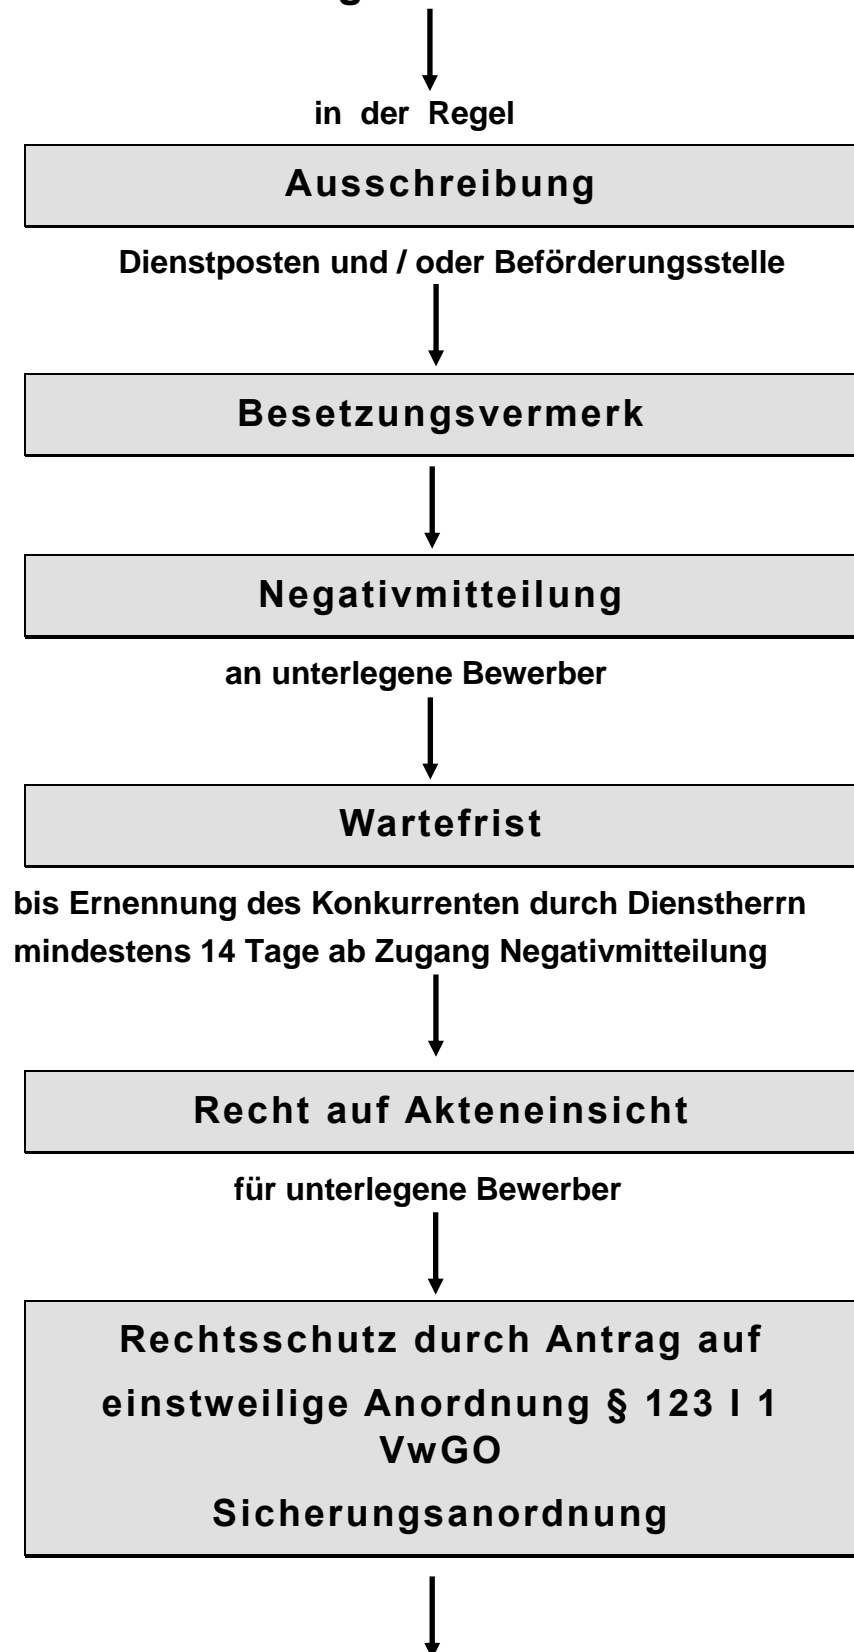 in der Regel
Ausschreibung
Dienstposten und / oder Beförderungsstelle
Besetzungsvermerk
Negativmitteilung
an unterlegene Bewerber
Wartefrist
bis Ernennung des Konkurrenten durch Dienstherrn
mindestens 14 Tage ab Zugang Negativmitteilung
Recht auf Akteneinsicht
für unterlegene Bewerber
Rechtsschutz durch Antrag auf
einstweilige Anordnung § 123 I 1
VwGO
Sicherungsanordnung